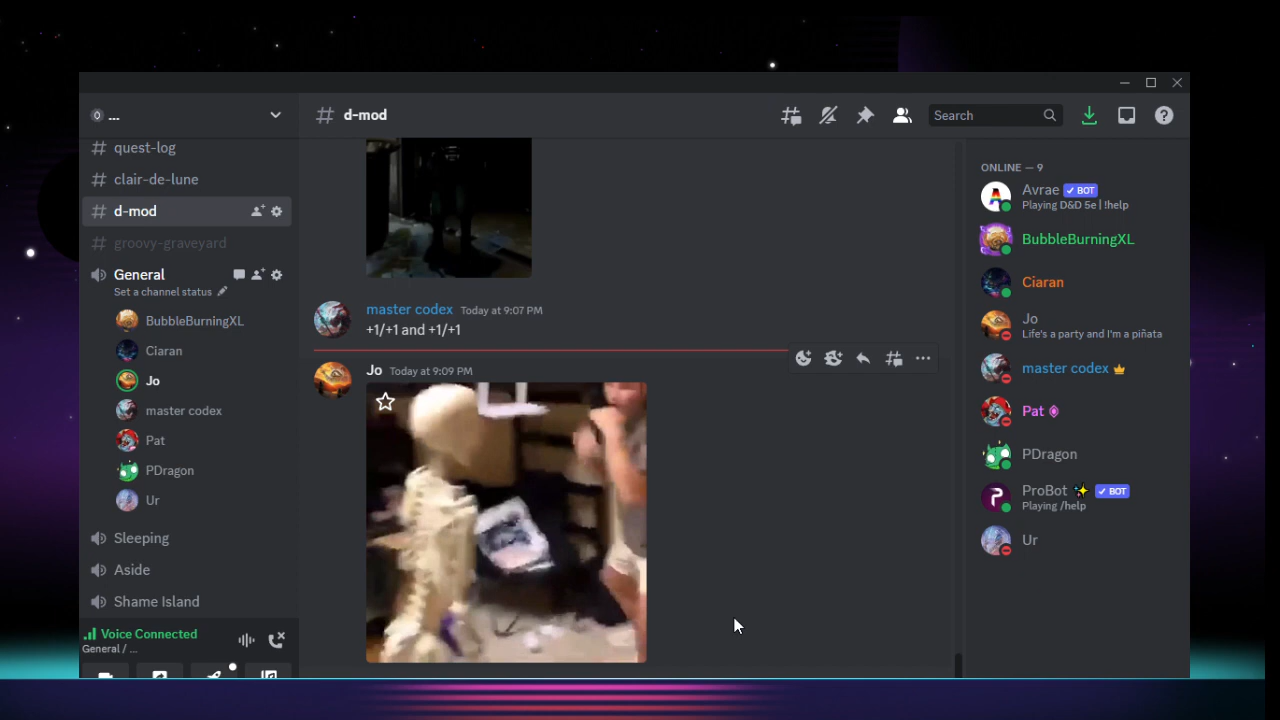 ...
quest-log
clair-de-lune
d-mod
groovy-graveyard
General
Set a channel status
BubbleBurningXL
Ciaran
Jo
master codex
Pat
PDragon
Ur
Sleeping
Aside
Shame Island
Voice Connected
General / ...
d-mod
Search
master codex Today at 9:07 PM
+1/+1 and +1/+1
Jo Today at 9:09 PM
ONLINE — 9
Avrae BOT
Playing D&D 5e | !help
BubbleBurningXL
Ciaran
Jo
Life's a party and I'm a piñata
master codex
Pat
PDragon
ProBot ✨ BOT
Playing /help
Ur